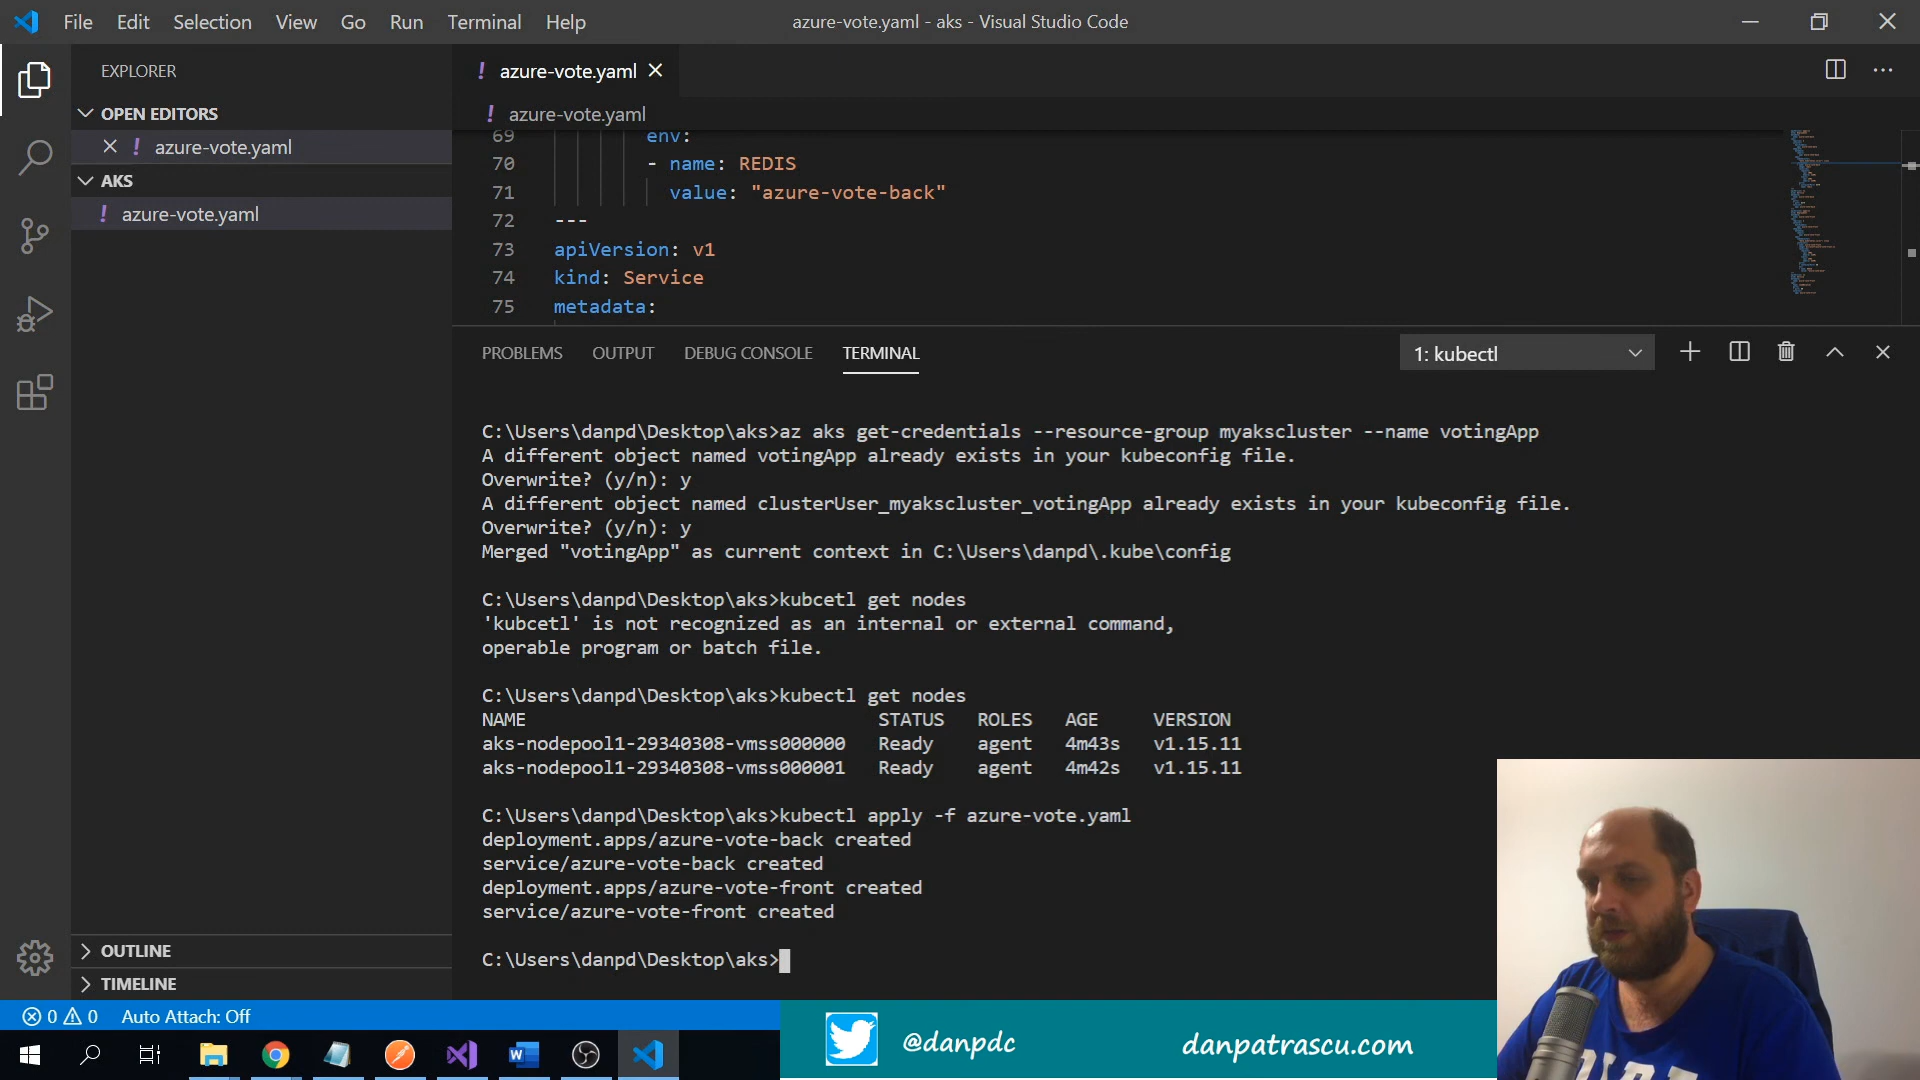 File Edit Selection View Go Run Terminal Help
azure-vote.yaml - aks - Visual Studio Code
EXPLORER
OPEN EDITORS
azure-vote.yaml
AKS
azure-vote.yaml
OUTLINE
TIMELINE
! azure-vote.yaml
! azure-vote.yaml
69 env:
70 - name: REDIS
71 value: "azure-vote-back"
72 ---
73 apiVersion: v1
74 kind: Service
75 metadata:
PROBLEMS OUTPUT DEBUG CONSOLE TERMINAL
1: kubectl
C:\Users\danpd\Desktop\aks>az aks get-credentials --resource-group myakscluster --name votingApp
A different object named votingApp already exists in your kubeconfig file.
Overwrite? (y/n): y
A different object named clusterUser_myakscluster_votingApp already exists in your kubeconfig file.
Overwrite? (y/n): y
Merged "votingApp" as current context in C:\Users\danpd\.kube\config
C:\Users\danpd\Desktop\aks>kubcetl get nodes
'kubcetl' is not recognized as an internal or external command,
operable program or batch file.
C:\Users\danpd\Desktop\aks>kubectl get nodes
NAME STATUS ROLES AGE VERSION
aks-nodepool1-29340308-vmss000000 Ready agent 4m43s v1.15.11
aks-nodepool1-29340308-vmss000001 Ready agent 4m42s v1.15.11
C:\Users\danpd\Desktop\aks>kubectl apply -f azure-vote.yaml
deployment.apps/azure-vote-back created
service/azure-vote-back created
deployment.apps/azure-vote-front created
service/azure-vote-front created
C:\Users\danpd\Desktop\aks>
0 0 Auto Attach: Off
@danpdc
danpatrascu.com